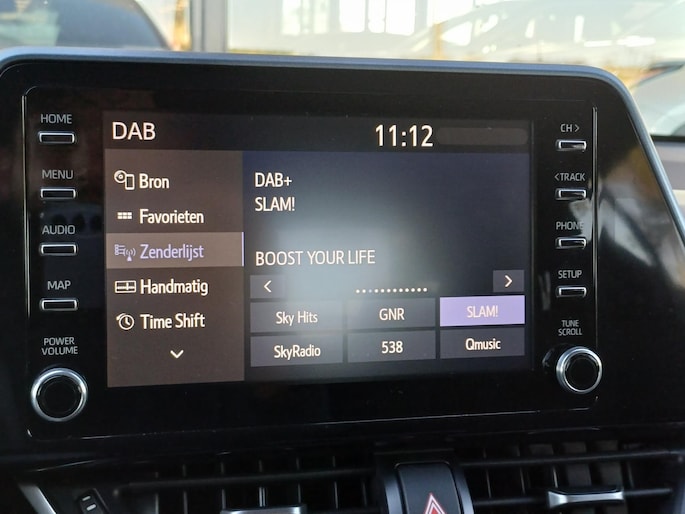 HOME
MENU
AUDIO
MAP
POWER
VOLUME
DAB
11:12
Bron
Favorieten
Zenderlijst
Handmatig
Time Shift
DAB+
SLAM!
BOOST YOUR LIFE
< >
Sky Hits GNR SLAM!
SkyRadio 538 Qmusic
CH >
< TRACK
PHONE
SETUP
TUNE
SCROLL